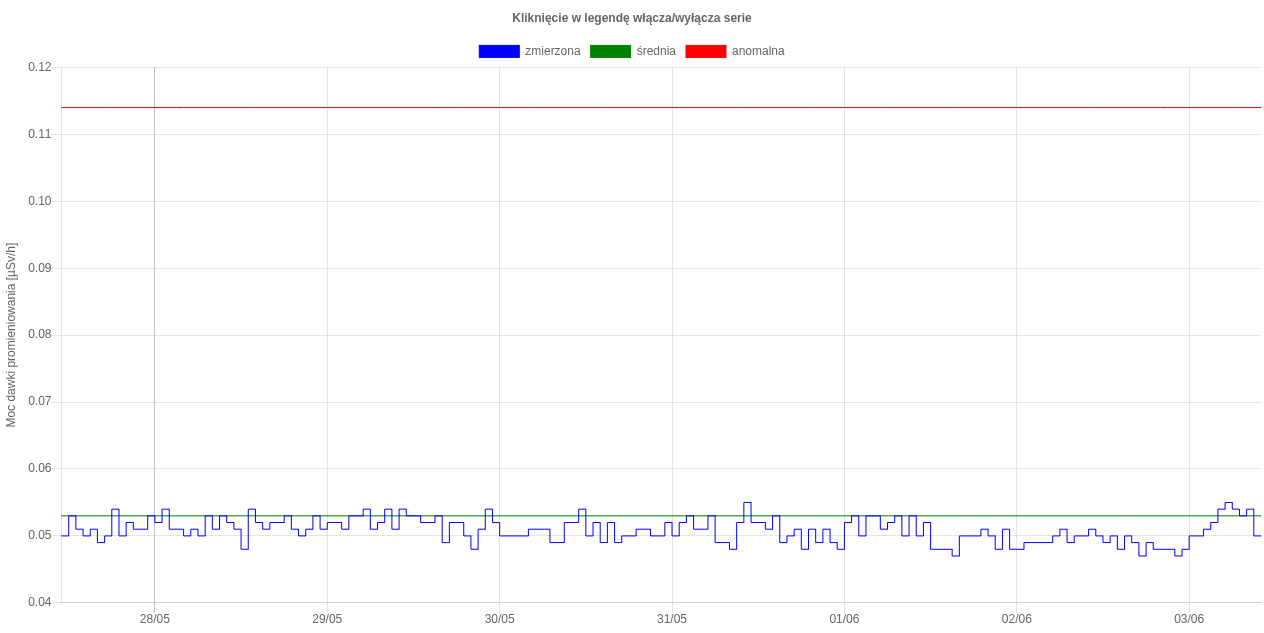 Kliknięcie w legendę włącza/wyłącza serie
zmierzona średnia anomalna
Moc dawki promieniowania [µSv/h]
0.12
0.11
0.10
0.09
0.08
0.07
0.06
0.05
0.04
28/05 29/05 30/05 31/05 01/06 02/06 03/06